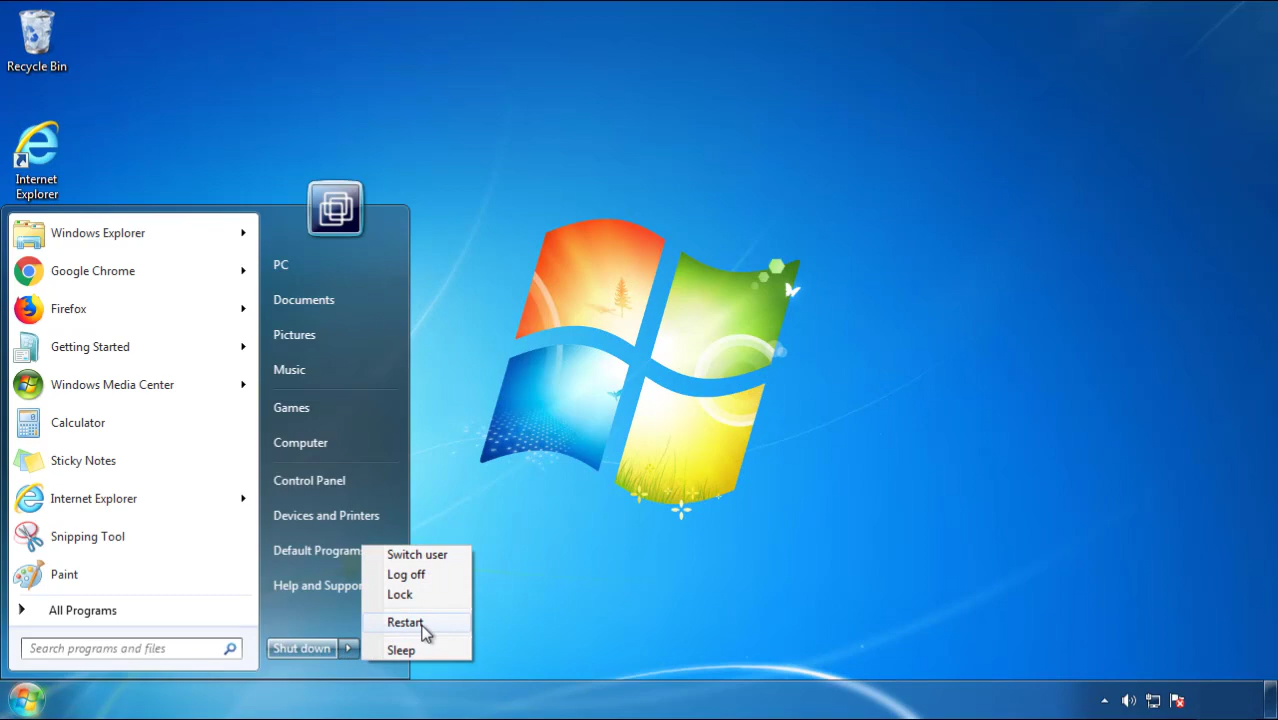 Recycle Bin
Internet
Explorer
Windows Explorer
Google Chrome
Firefox
Getting Started
Windows Media Center
Calculator
Sticky Notes
Internet Explorer
Snipping Tool
Paint
All Programs
Search programs and files
PC
Documents
Pictures
Music
Games
Computer
Control Panel
Devices and Printers
Default Program
Help and Suppor
Shut down
Switch user
Log off
Lock
Restart
Sleep